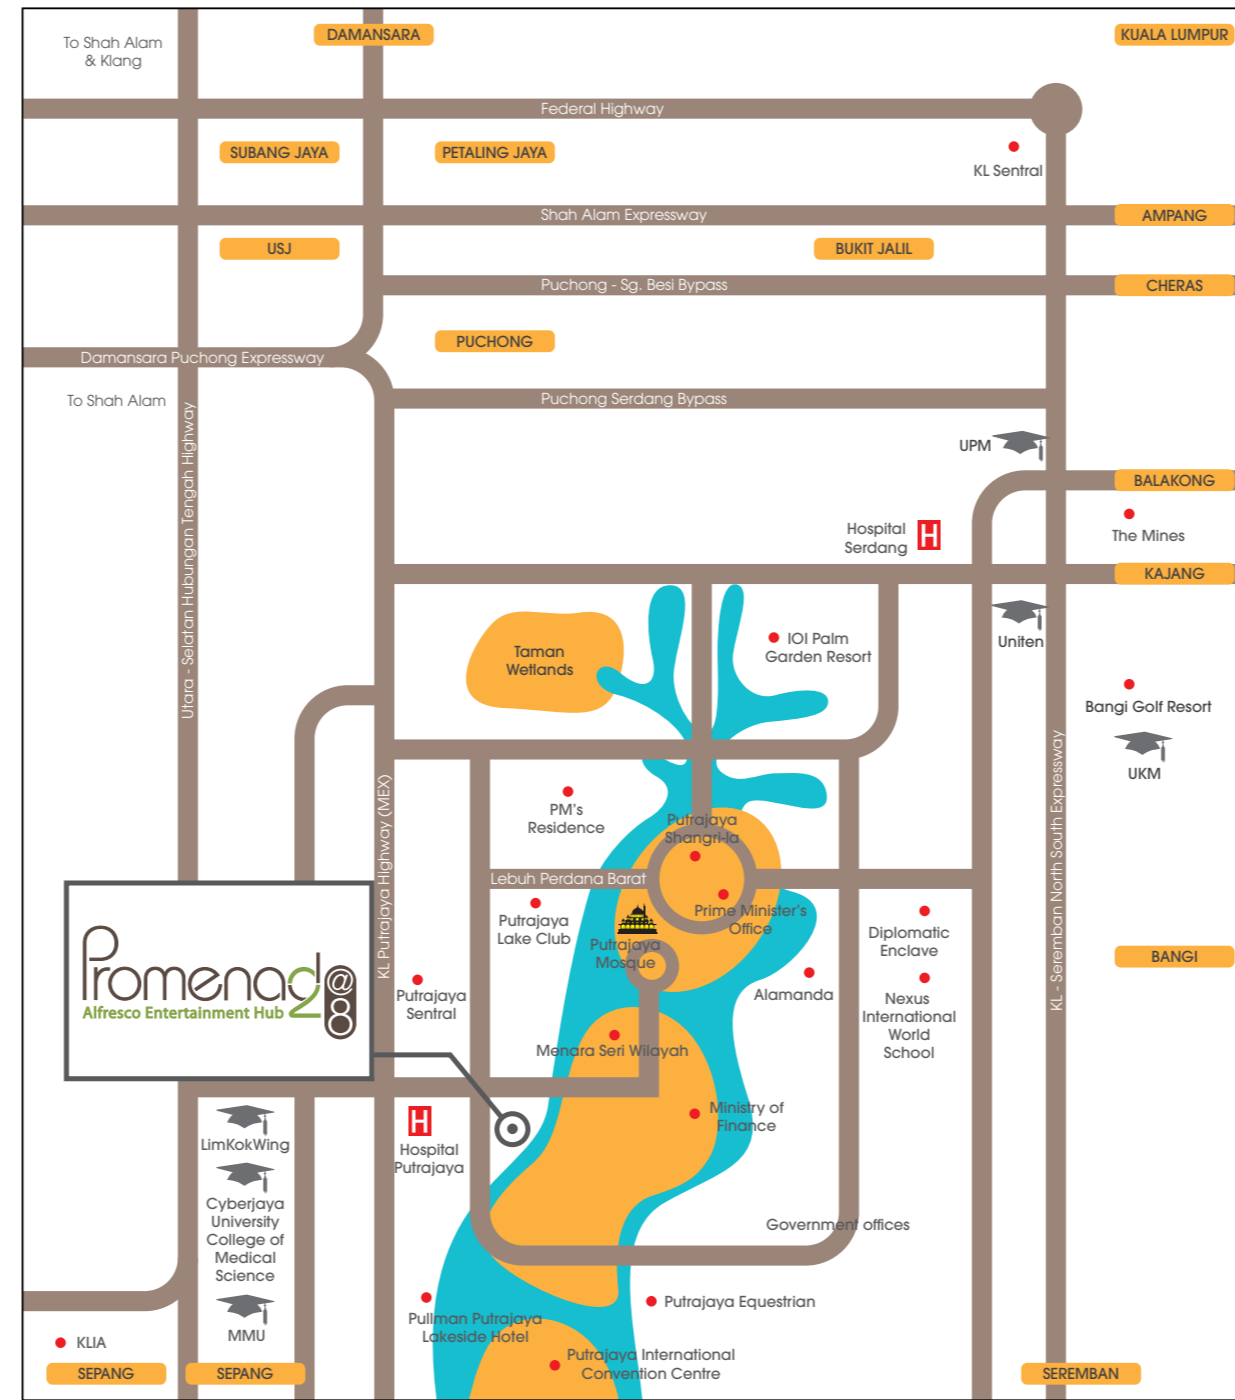 To Shah Alam
& Klang
DAMANSARA
KUALA LUMPUR
Federal Highway
SUBANG JAYA
PETALING JAYA
KL Sentral
Shah Alam Expressway
AMPANG
USJ
BUKIT JALIL
Puchong - Sg. Besi Bypass
CHERAS
PUCHONG
Damansara Puchong Expressway
To Shah Alam
Puchong Serdang Bypass
Utara - Selatan Hubungan Tengah Highway
UPM
BALAKONG
Hospital
Serdang
H
The Mines
KAJANG
Uniten
Taman
Wetlands
IOI Palm
Garden Resort
Bangi Golf Resort
UKM
KL - Seremban North South Expressway
KL Putrajaya Highway (MEX)
PM's
Residence
Putrajaya
Shangri-la
Lebuh Perdana Barat
Prime Minister's
Office
Putrajaya
Lake Club
Putrajaya
Mosque
Diplomatic
Enclave
BANGI
Promenade@8
Alfresco Entertainment Hub
Putrajaya
Sentral
Alamanda
Nexus
International
World
School
Menara Seri Wilayah
Ministry of
Finance
LimKokWing
H
Hospital
Putrajaya
Cyberjaya
University
College of
Medical
Science
Government offices
MMU
Pullman Putrajaya
Lakeside Hotel
Putrajaya Equestrian
KLIA
Putrajaya International
Convention Centre
SEPANG
SEPANG
SEREMBAN